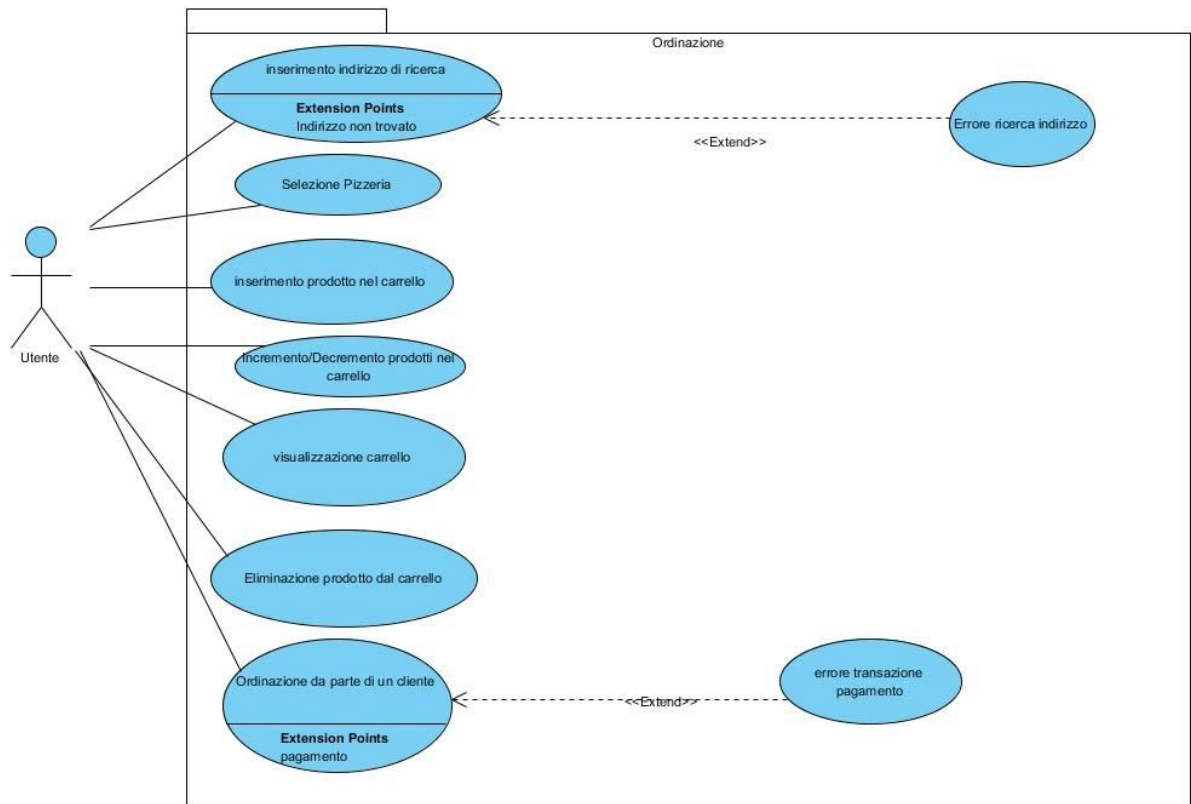 Ordinazione
inserimento indirizzo di ricerca
Extension Points
Indirizzo non trovato
<<Extend>>
Errore ricerca indirizzo
Selezione Pizzeria
inserimento prodotto nel carrello
Utente
Incremento/Decremento prodotti nel
carrello
visualizzazione carrello
Eliminazione prodotto dal carrello
Ordinazione da parte di un cliente
Extension Points
pagamento
<<Extend>>
errore transazione
pagamento